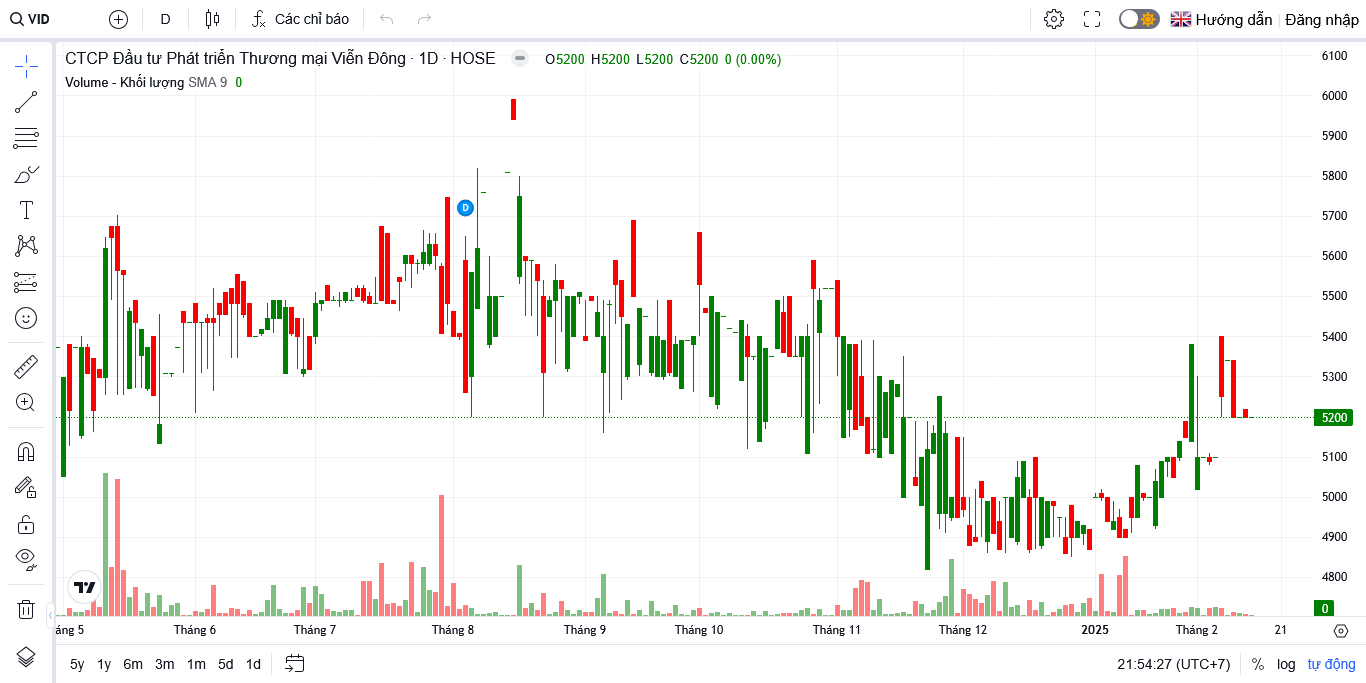 VID D Các chỉ báo Hướng dẫn Đăng nhập
CTCP Đầu tư Phát triển Thương mại Viễn Đông · 1D · HOSE O5200 H5200 L5200 C5200 0 (0.00%)
Volume - Khối lượng SMA 9 0
6100
6000
5900
5800
5700
5600
5500
5400
5300
5200
5100
5000
4900
4800
0
D
áng 5 Tháng 6 Tháng 7 Tháng 8 Tháng 9 Tháng 10 Tháng 11 Tháng 12 2025 Tháng 2 21
5y 1y 6m 3m 1m 5d 1d 21:54:27 (UTC+7) % log tự động